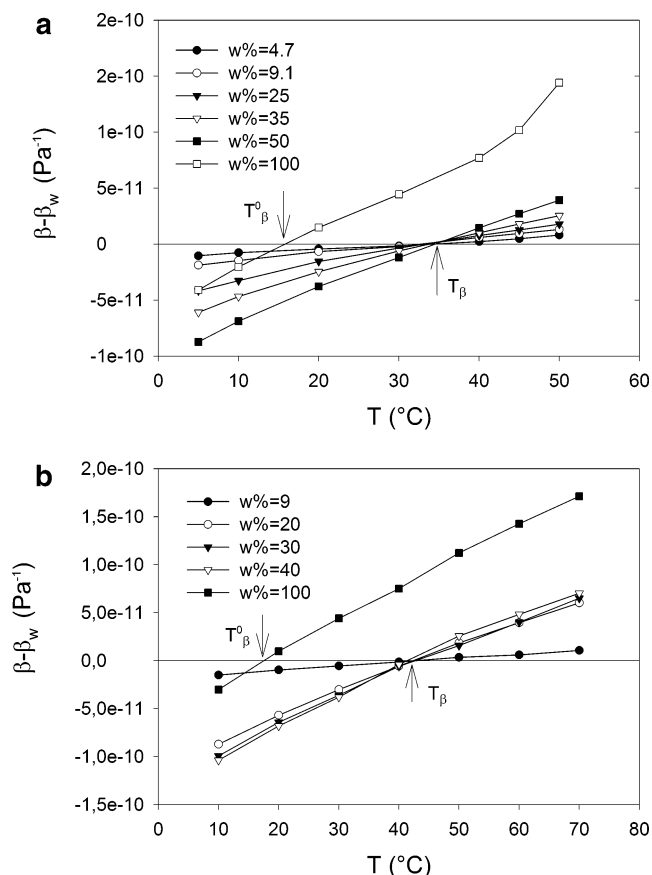 a
2e-10
2e-10
1e-10
5e-11
0
-5e-11
-1e-10
β-βw (Pa-1)
w%=4.7
w%=9.1
w%=25
w%=35
w%=50
w%=100
T0β
Tβ
0 10 20 30 40 50 60
T (°C)
b
2,0e-10
1,5e-10
1,0e-10
5,0e-11
0,0
-5,0e-11
-1,0e-10
-1,5e-10
β-βw (Pa-1)
w%=9
w%=20
w%=30
w%=40
w%=100
T0β
Tβ
0 10 20 30 40 50 60 70 80
T (°C)